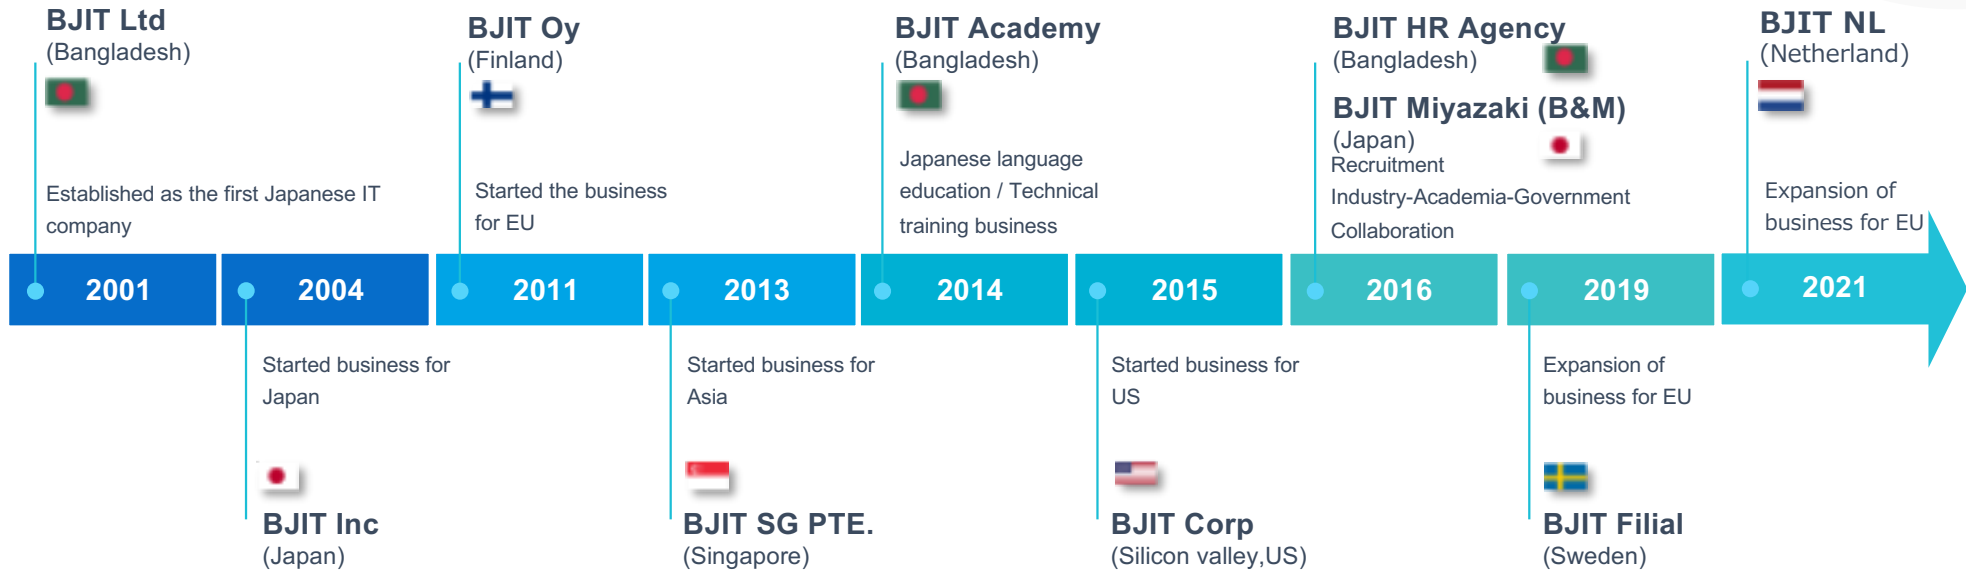 BJIT Ltd
(Bangladesh)
Established as the first Japanese IT
company
BJIT Oy
(Finland)
Started the business
for EU
BJIT Academy
(Bangladesh)
Japanese language
education / Technical
training business
BJIT HR Agency
(Bangladesh)
BJIT Miyazaki (B&M)
(Japan)
Recruitment
Industry-Academia-Government
Collaboration
BJIT NL
(Netherland)
Expansion of
business for EU
2001
2004
2011
2013
2014
2015
2016
2019
2021
Started business for
Japan
BJIT Inc
(Japan)
Started business for
Asia
BJIT SG PTE.
(Singapore)
Started business for
US
BJIT Corp
(Silicon valley,US)
Expansion of
business for EU
BJIT Filial
(Sweden)